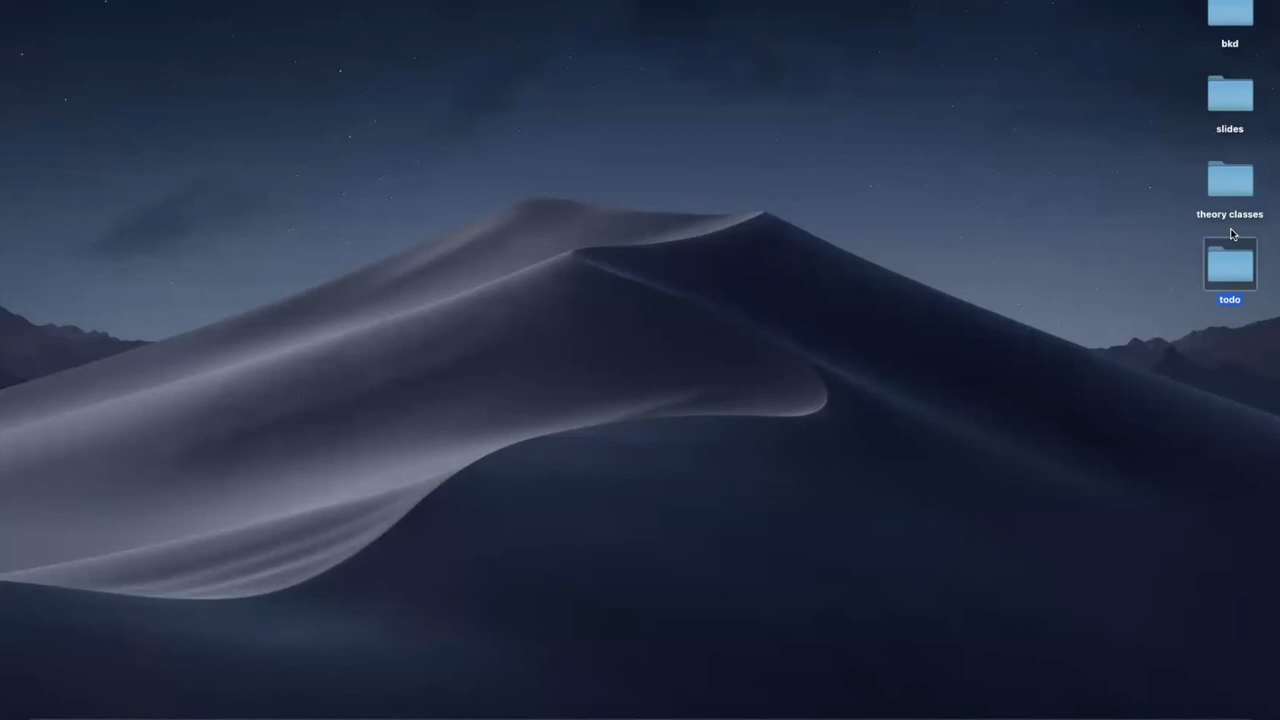 bkd
slides
theory classes
todo